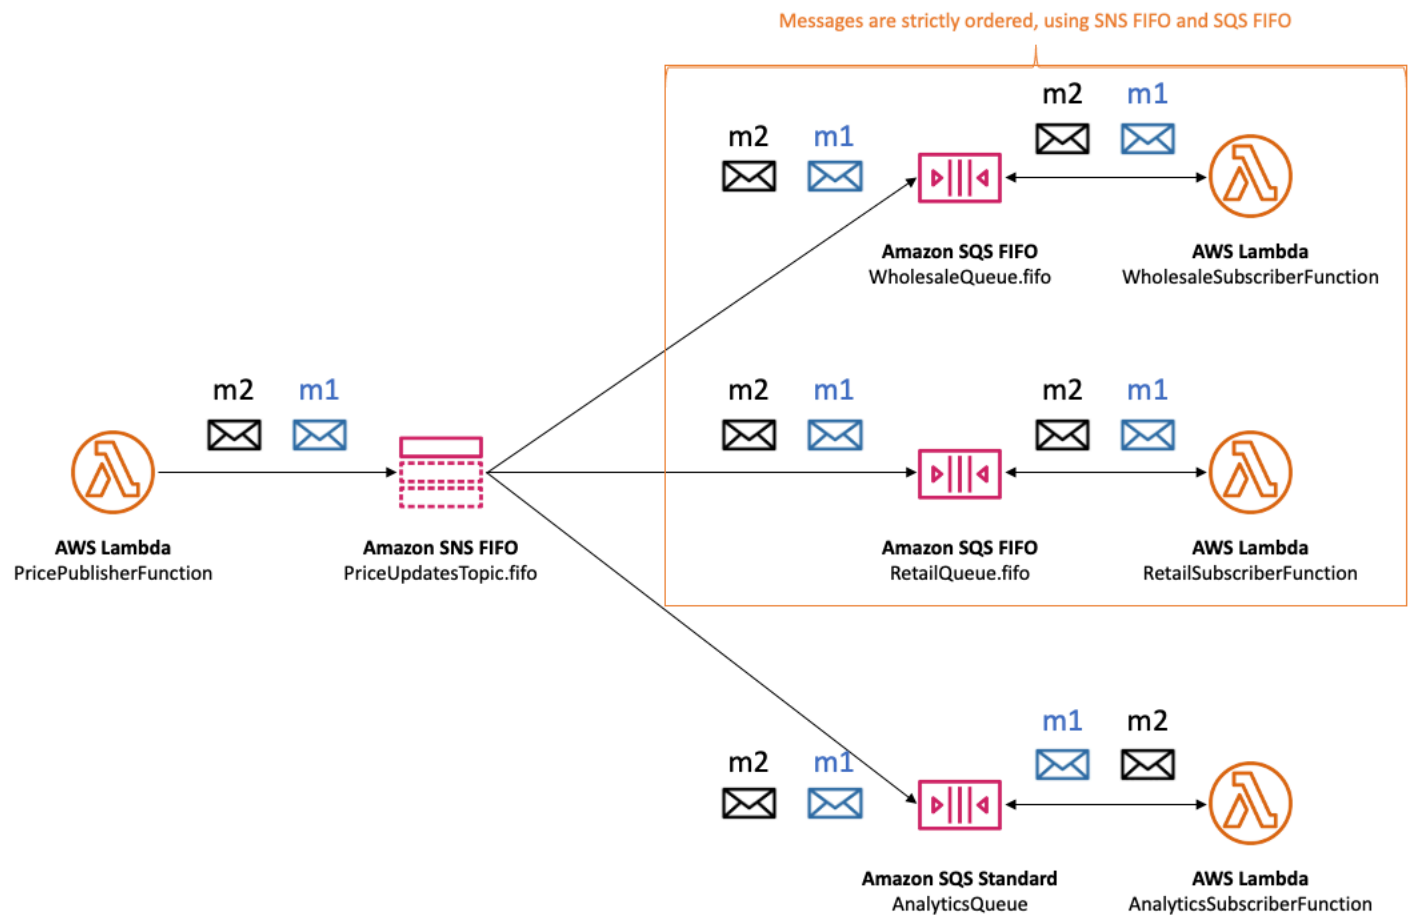 Messages are strictly ordered, using SNS FIFO and SQS FIFO
m2 m1
m2 m1
Amazon SQS FIFO
WholesaleQueue.fifo
AWS Lambda
WholesaleSubscriberFunction
m2 m1
m2 m1
m2 m1
AWS Lambda
PricePublisherFunction
Amazon SNS FIFO
PriceUpdatesTopic.fifo
Amazon SQS FIFO
RetailQueue.fifo
AWS Lambda
RetailSubscriberFunction
m1 m2
m2 m1
Amazon SQS Standard
AnalyticsQueue
AWS Lambda
AnalyticsSubscriberFunction